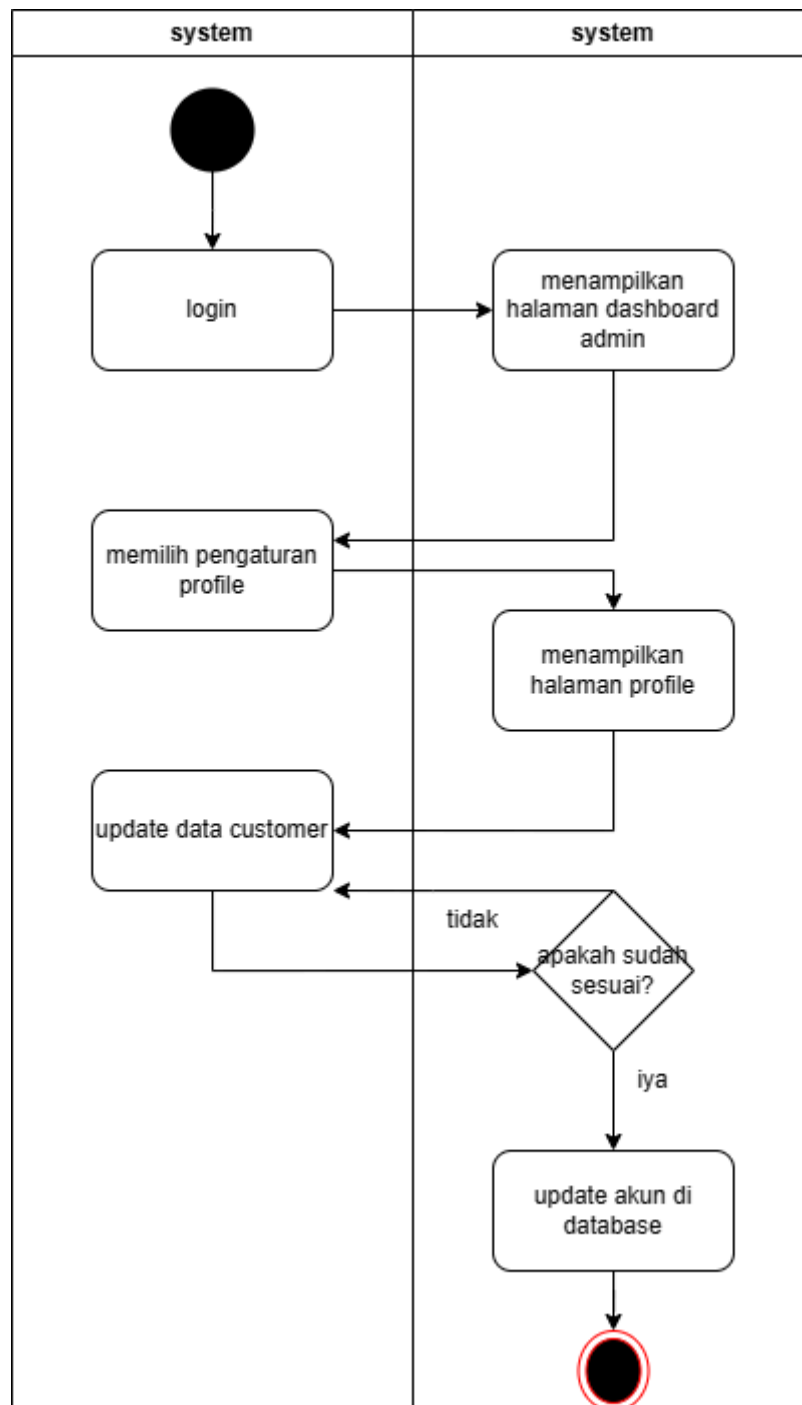 system
system
login
menampilkan
halaman dashboard
admin
memilih pengaturan
profile
menampilkan
halaman profile
update data customer
tidak
apakah sudah
sesuai?
iya
update akun di
database